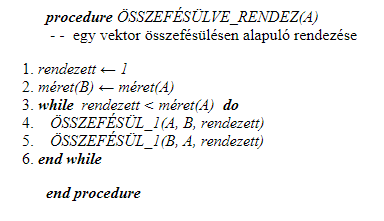 procedure ÖSSZEFÉSÜLVE_RENDEZ(A)
- - egy vektor összefésülésen alapuló rendezése
1. rendezett ← 1
2. méret(B) ← méret(A)
3. while rendezett < méret(A) do
4. ÖSSZEFÉSÜL_1(A, B, rendezett)
5. ÖSSZEFÉSÜL_1(B, A, rendezett)
6. end while
end procedure